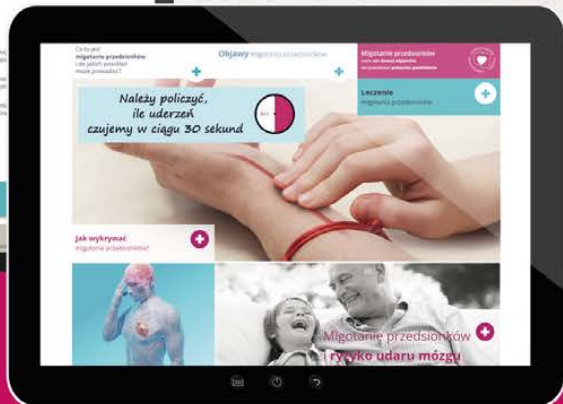 Co to jest
migotanie przedsionków
i do jakich powikłań
może prowadzić?
Objawy migotania przedsionków
Migotanie przedsionków
Leczenie
migotania przedsionków
Należy policzyć,
ile uderzeń
czujemy w ciągu 30 sekund
Jak wykrywać
migotanie przedsionków?
Migotanie przedsionków
i ryzyko udaru mózgu